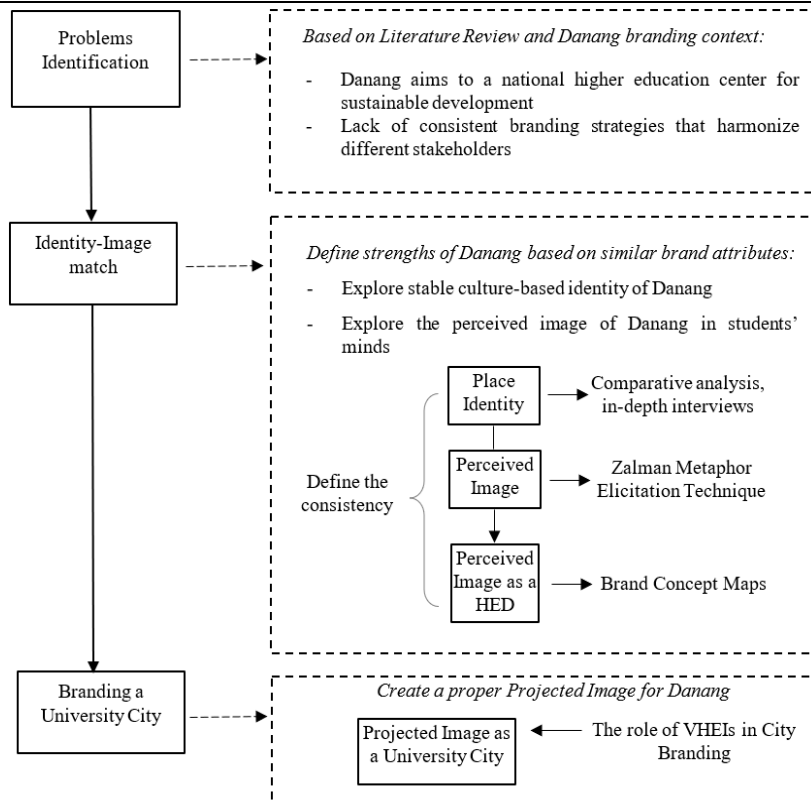 Problems
Identification
Based on Literature Review and Danang branding context:
- Danang aims to a national higher education center for
sustainable development
- Lack of consistent branding strategies that harmonize
different stakeholders
Identity-Image
match
Define strengths of Danang based on similar brand attributes:
- Explore stable culture-based identity of Danang
- Explore the perceived image of Danang in students’
minds
Place
Identity
Comparative analysis,
in-depth interviews
Define the
consistency
Perceived
Image
Zalman Metaphor
Elicitation Technique
Perceived
Image as a
HED
Brand Concept Maps
Branding a
University City
Create a proper Projected Image for Danang
Projected Image as
a University City
The role of VHEIs in City
Branding